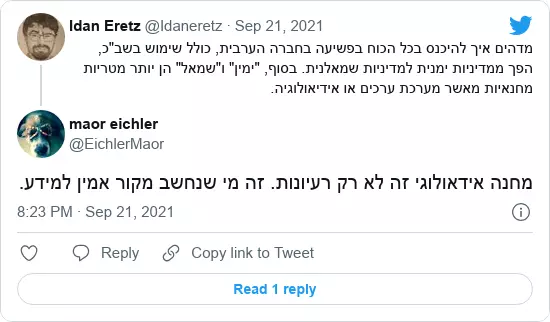 Idan Eretz @Idaneretz · Sep 21, 2021
מדהים איך להיכנס בכל הכוח בפשיעה בחברה הערבית, כולל שימוש בשב"כ,
הפך ממדיניות ימנית למדיניות שמאלנית. בסוף, "ימין" ו"שמאל" הן יותר מטריות
מחנאיות מאשר מערכת ערכים או אידיאולוגיה.
maor eichler
@EichlerMaor
מחנה אידאולוגי זה לא רק רעיונות. זה מי שנחשב מקור אמין למידע.
8:23 PM · Sep 21, 2021
Reply Copy link to Tweet
Read 1 reply